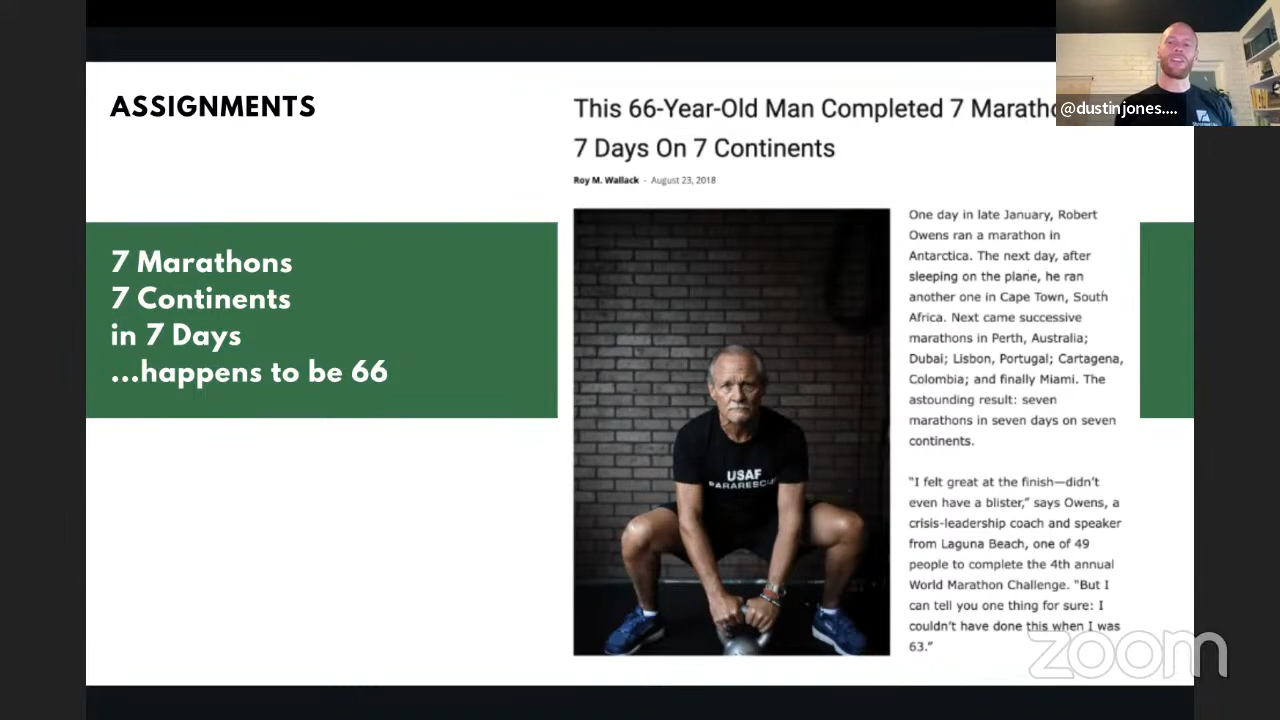 ASSIGNMENTS
7 Marathons
7 Continents
in 7 Days
...happens to be 66
This 66-Year-Old Man Completed 7 Maratho
7 Days On 7 Continents
Roy M. Wallack - August 23, 2018
USAF
PARARESCU
One day in late January, Robert
Owens ran a marathon in
Antarctica. The next day, after
sleeping on the plane, he ran
another one in Cape Town, South
Africa. Next came successive
marathons in Perth, Australia;
Dubai; Lisbon, Portugal; Cartagena,
Colombia; and finally Miami. The
astounding result: seven
marathons in seven days on seven
continents.
"I felt great at the finish—didn't
even have a blister," says Owens, a
crisis-leadership coach and speaker
from Laguna Beach, one of 49
people to complete the 4th annual
World Marathon Challenge. "But I
can tell you one thing for sure: I
couldn't have done this when I was
63."
@dustinjones....
zoom